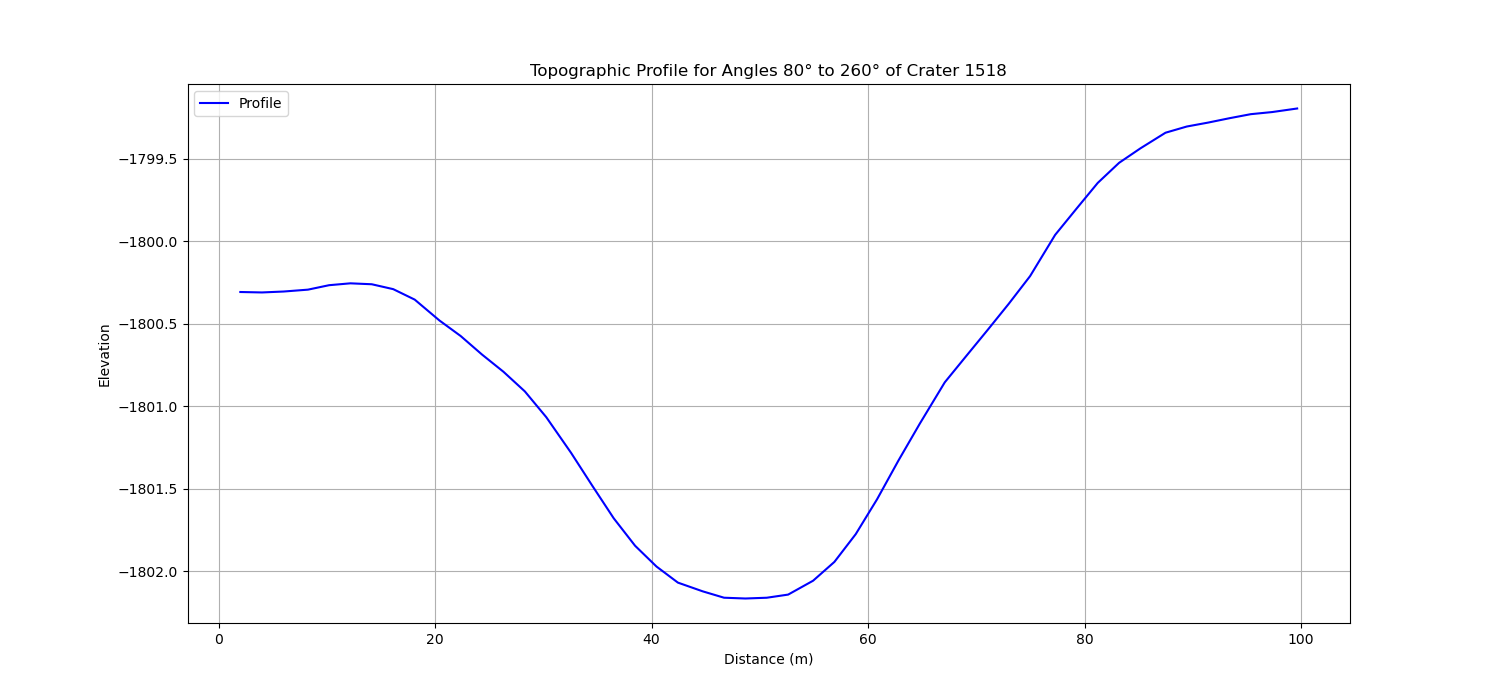 Topographic Profile for Angles 80° to 260° of Crater 1518
Profile
−1799.5
−1800.0
−1800.5
−1801.0
−1801.5
−1802.0
Elevation
0 20 40 60 80 100
Distance (m)